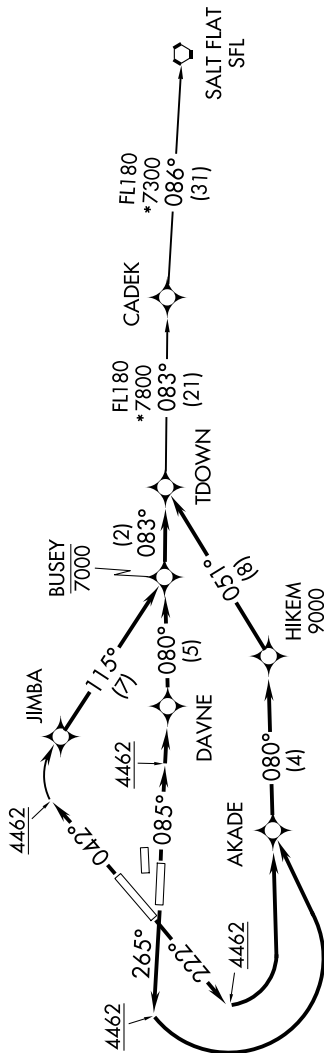 SALT FLAT
SFL
FL180
*7300
086°
(31)
CADEK
FL180
*7800
083°
(21)
TDOWN
BUSEY
7000
(2)
083°
JIMBA
115°
(7)
4462
042°
DAVNE
080°
(5)
4462
085°
265°
4462
222°
4462
AKADE
080°
(4)
HIKEM
9000
051°
(8)